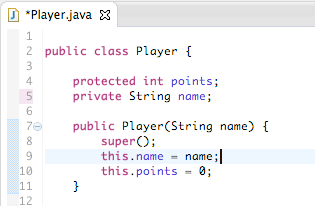 *Player.java
1
2 public class Player {
3
4 protected int points;
5 private String name;
6
7 public Player(String name) {
8 super();
9 this.name = name;
10 this.points = 0;
11 }
12